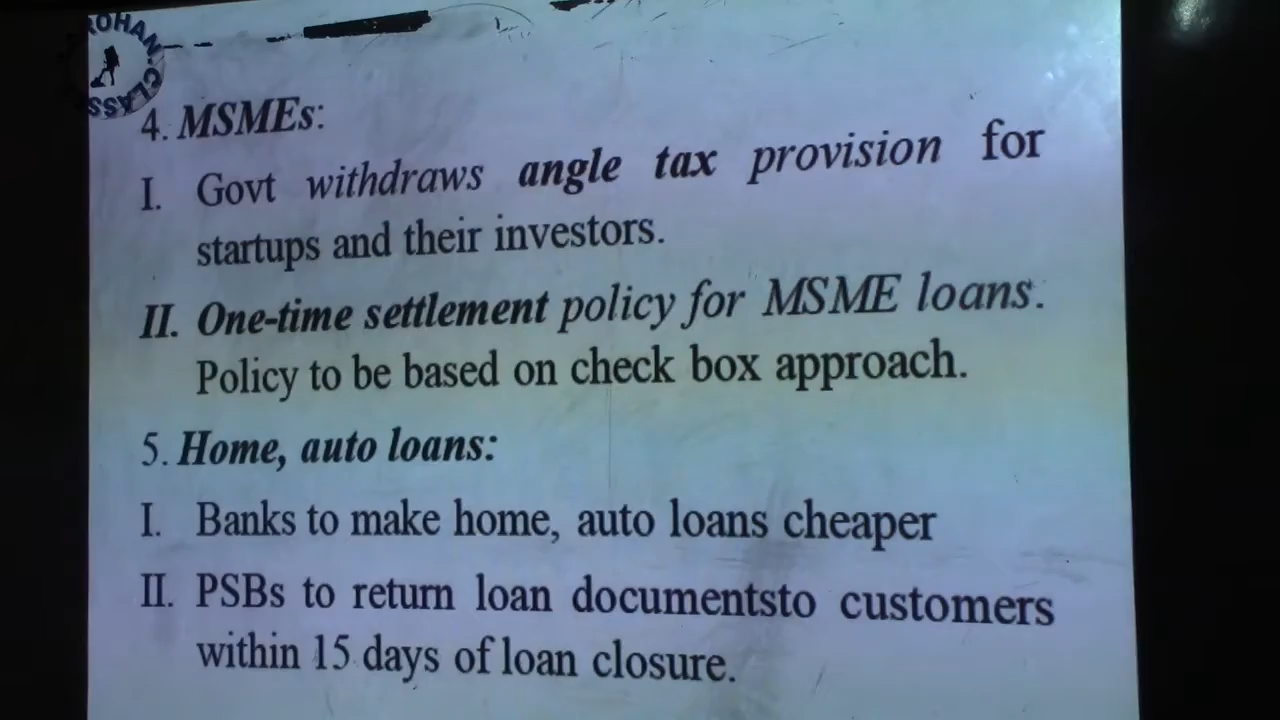 ROHAN CLASS
4. MSMEs:
I. Govt withdraws angle tax provision for
startups and their investors.
II. One-time settlement policy for MSME loans.
Policy to be based on check box approach.
5. Home, auto loans:
I. Banks to make home, auto loans cheaper
II. PSBs to return loan documentsto customers
within 15 days of loan closure.